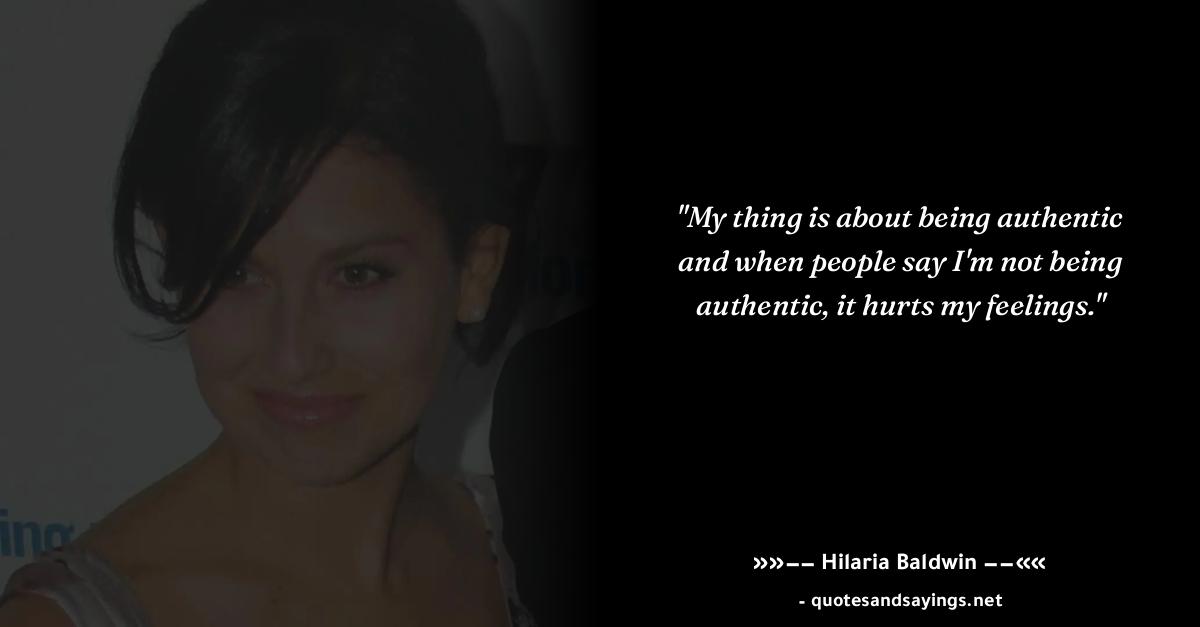 "My thing is about being authentic
and when people say I'm not being
authentic, it hurts my feelings."
ing
»»−− Hilaria Baldwin −−««
- quotesandsayings.net